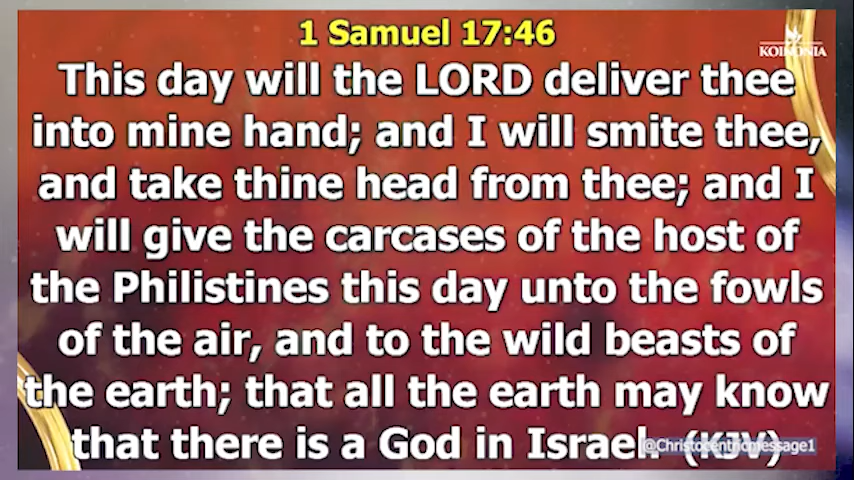 1 Samuel 17:46
KOINONIA
This day will the LORD deliver thee
into mine hand; and I will smite thee,
and take thine head from thee; and I
will give the carcases of the host of
the Philistines this day unto the fowls
of the air, and to the wild beasts of
the earth; that all the earth may know
that there is a God in Israel. (KJV)
@Christocentricmessage1